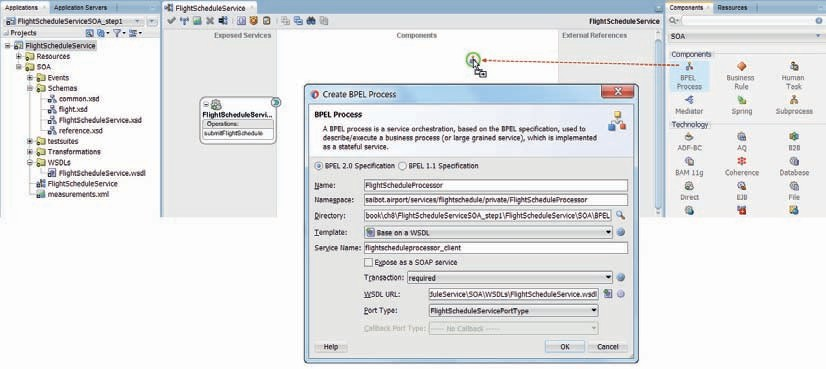 Applications
Application Servers
FlightScheduleServiceSOA_step1
Projects
FlightScheduleService
Resources
SOA
Events
Schemas
common.xsd
flight.xsd
FlightScheduleService.xsd
reference.xsd
testsuites
Transformations
WSDLs
FlightScheduleService.wsdl
FlightScheduleService
measurements.xml
FlightScheduleService
FlightScheduleService
Exposed Services
Components
External References
FlightScheduleServi...
Operations:
submitFlightSchedule
Create BPEL Process
BPEL Process
A BPEL process is a service orchestration, based on the BPEL specification, used to
describe/execute a business process (or large grained service), which is implemented
as a stateful service.
BPEL 2.0 Specification BPEL 1.1 Specification
Name: FlightScheduleProcessor
Namespace: saibot.airport/services/flightschedule/private/FlightScheduleProcessor
Directory: book\ch8\FlightScheduleServiceSOA_step1\FlightScheduleService\SOA\BPEL
Template: Base on a WSDL
Service Name: flightscheduleprocessor_client
Expose as a SOAP service
Transaction: required
WSDL URL: duleService\SOA\WSDLs\FlightScheduleService.wsdl
Port Type: FlightScheduleServicePortType
Callback Port Type: ----- No Callback -----
Help OK Cancel
Components
Resources
SOA
Components
BPEL Process
Business Rule
Human Task
Mediator
Spring
Subprocess
Technology
ADF-BC
AQ
B2B
BAM 11g
Coherence
Database
Direct
EJB
File